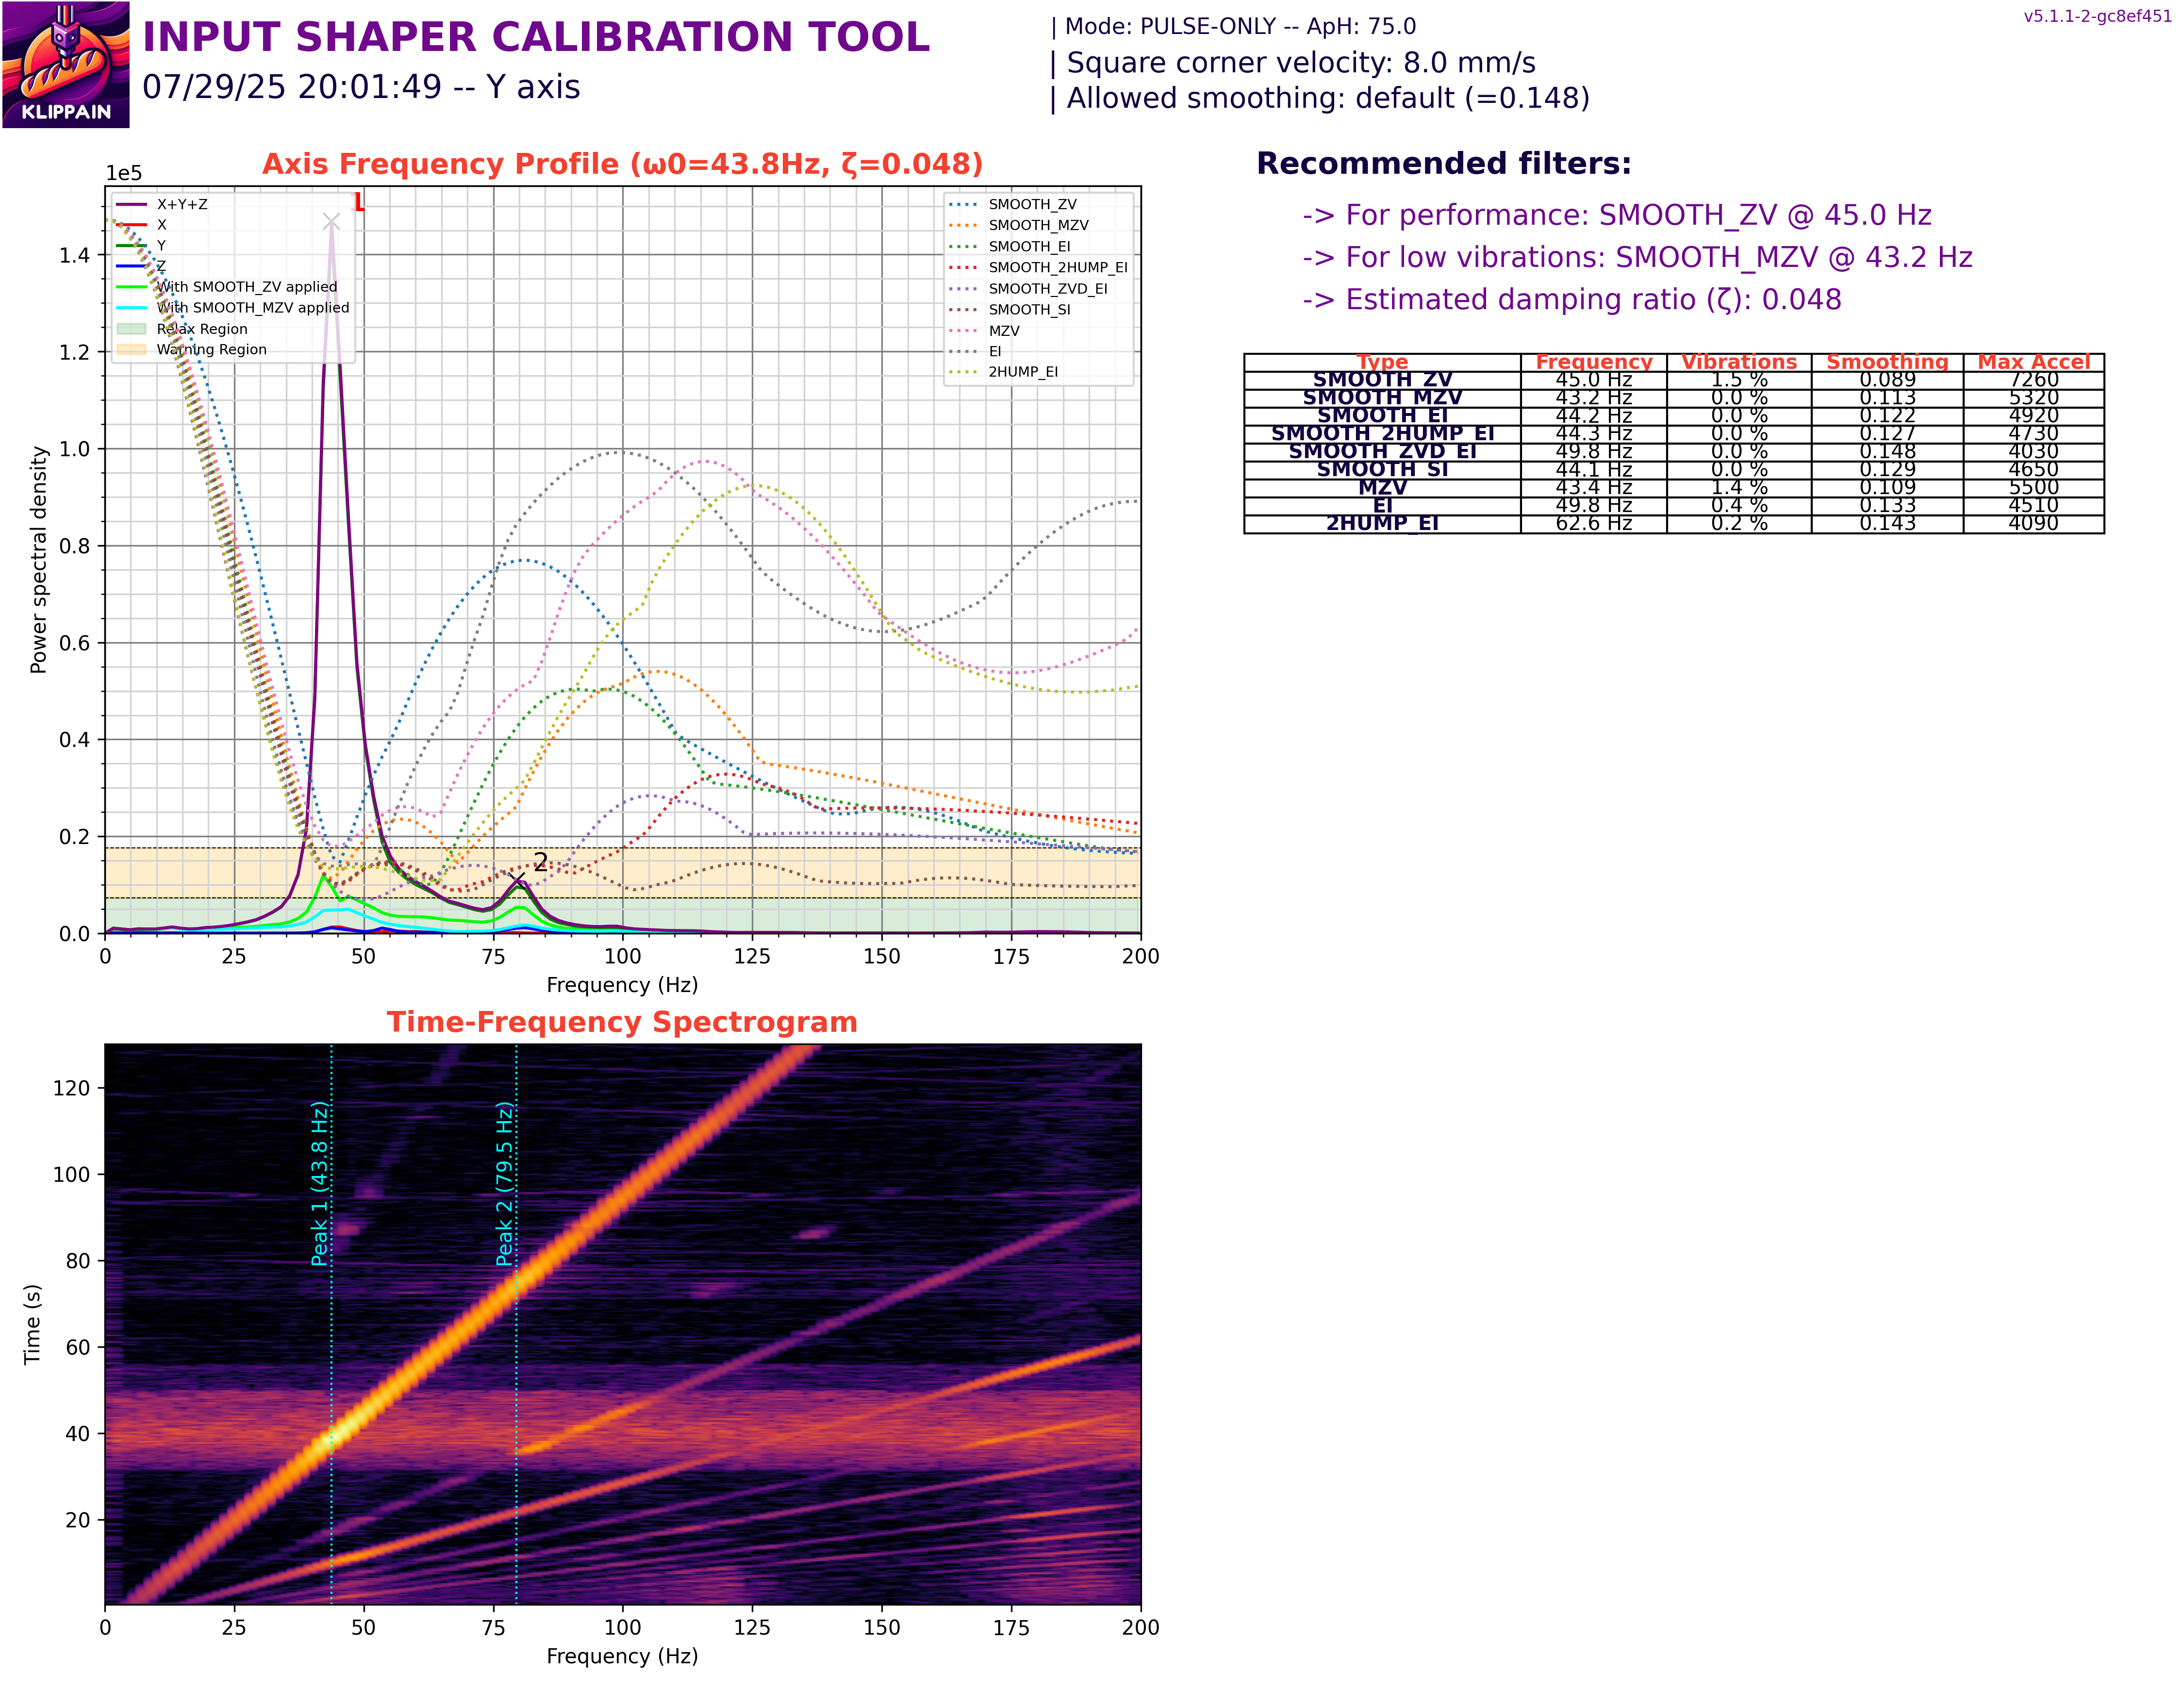 KLIPPAIN
INPUT SHAPER CALIBRATION TOOL
07/29/25 20:01:49 -- Y axis
| Mode: PULSE-ONLY -- ApH: 75.0
| Square corner velocity: 8.0 mm/s
| Allowed smoothing: default (=0.148)
v5.1.1-2-gc8ef451
Axis Frequency Profile (ω0=43.8Hz, ζ=0.048)
1e5
X+Y+Z
X
Y
Z
With SMOOTH_ZV applied
With SMOOTH_MZV applied
Relax Region
Warning Region
SMOOTH_ZV
SMOOTH_MZV
SMOOTH_EI
SMOOTH_2HUMP_EI
SMOOTH_ZVD_EI
SMOOTH_SI
MZV
EI
2HUMP_EI
2
Power spectral density
1.4
1.2
1.0
0.8
0.6
0.4
0.2
0.0
0 25 50 75 100 125 150 175 200
Frequency (Hz)
Recommended filters:
-> For performance: SMOOTH_ZV @ 45.0 Hz
-> For low vibrations: SMOOTH_MZV @ 43.2 Hz
-> Estimated damping ratio (ζ): 0.048
Type Frequency Vibrations Smoothing Max Accel
SMOOTH_ZV 45.0 Hz 1.5 % 0.089 7260
SMOOTH_MZV 43.2 Hz 0.0 % 0.113 5320
SMOOTH_EI 44.2 Hz 0.0 % 0.122 4920
SMOOTH_2HUMP_EI 44.3 Hz 0.0 % 0.127 4730
SMOOTH_ZVD_EI 49.8 Hz 0.0 % 0.148 4030
SMOOTH_SI 44.1 Hz 0.0 % 0.129 4650
MZV 43.4 Hz 1.4 % 0.109 5500
EI 49.8 Hz 0.4 % 0.133 4510
2HUMP_EI 62.6 Hz 0.2 % 0.143 4090
Time-Frequency Spectrogram
Peak 1 (43.8 Hz)
Peak 2 (79.5 Hz)
Time (s)
120
100
80
60
40
20
0 25 50 75 100 125 150 175 200
Frequency (Hz)